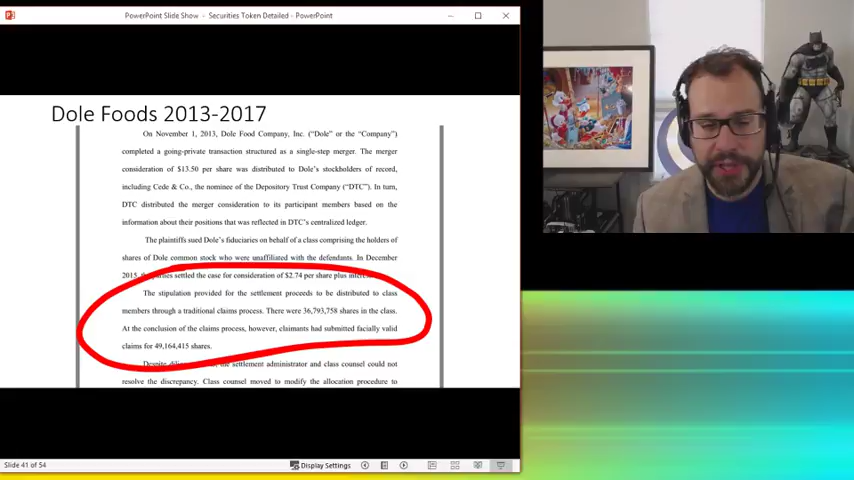 PowerPoint Slide Show - Securities Token Detailed - PowerPoint
Dole Foods 2013-2017
On November 1, 2013, Dole Food Company, Inc. ("Dole" or the "Company")
completed a going-private transaction structured as a single-step merger. The merger
consideration of $13.50 per share was distributed to Dole's stockholders of record,
including Cede & Co., the nominee of the Depository Trust Company ("DTC"). In turn,
DTC distributed the merger consideration to its participant members based on the
information about their positions that was reflected in DTC's centralized ledger.
The plaintiffs sued Dole's fiduciaries on behalf of a class comprising the holders of
shares of Dole common stock who were unaffiliated with the defendants. In December
2015, the parties settled the case for consideration of $2.74 per share plus
The stipulation provided for the settlement proceeds to be distributed to class
members through a traditional claims process. There were 36,793,758 shares in the class.
At the conclusion of the claims process, however, claimants had submitted facially valid
claims for 49,164,415 shares.
Despite the settlement administrator and class counsel could not
resolve the discrepancy. Class counsel moved to modify the allocation procedure to
Slide 41 of 54
Display Settings